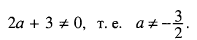 2a + 3 ≠ 0, т. е. a ≠ -3/2.